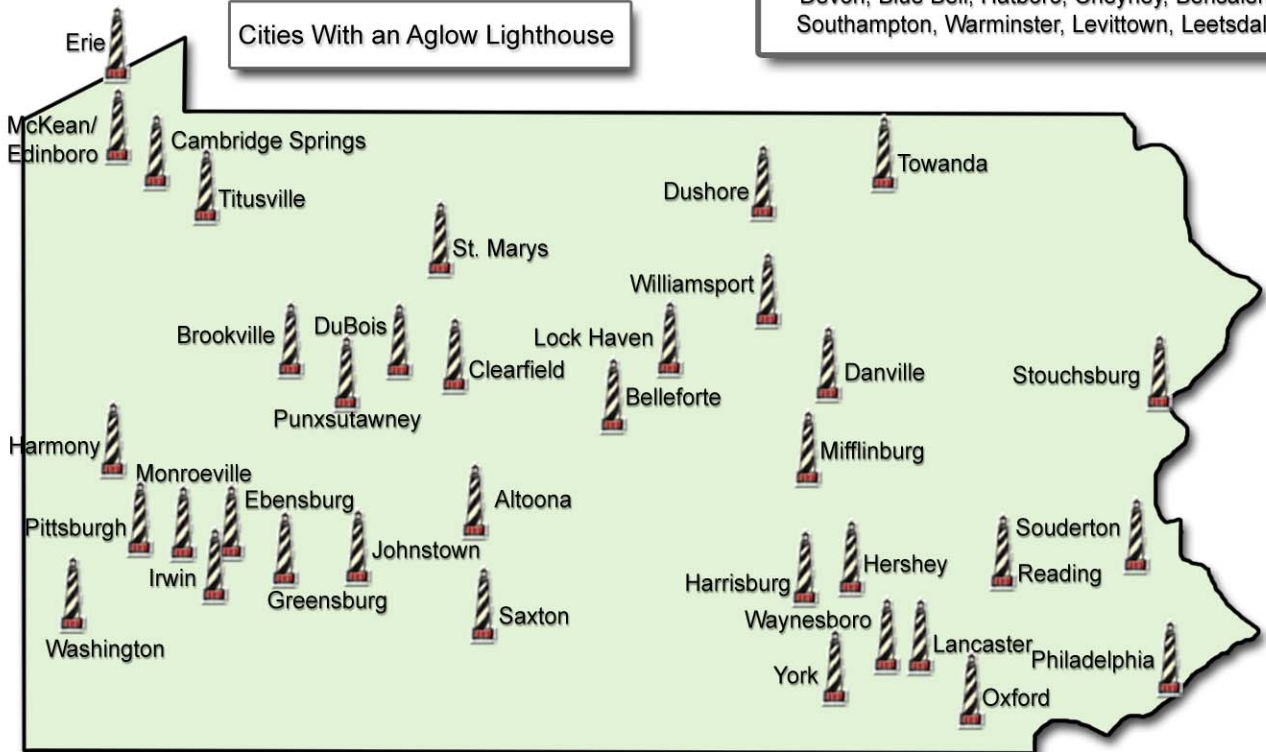 Devon, Blue Bell, Hatboro, Cheyney,
Southampton, Warminster, Levittown,
Cities With an Aglow Lighthouse
Erie
McKean/
Edinboro
Cambridge Springs
Titusville
Towanda
Dushore
St. Marys
Williamsport
Brookville
DuBois
Lock Haven
Clearfield
Danville
Stouchsburg
Belleforte
Punxsutawney
Harmony
Mifflinburg
Monroeville
Ebensburg
Altoona
Pittsburgh
Johnstown
Souderton
Irwin
Hershey
Reading
Harrisburg
Greensburg
Saxton
Waynesboro
Washington
Lancaster
Philadelphia
York
Oxford